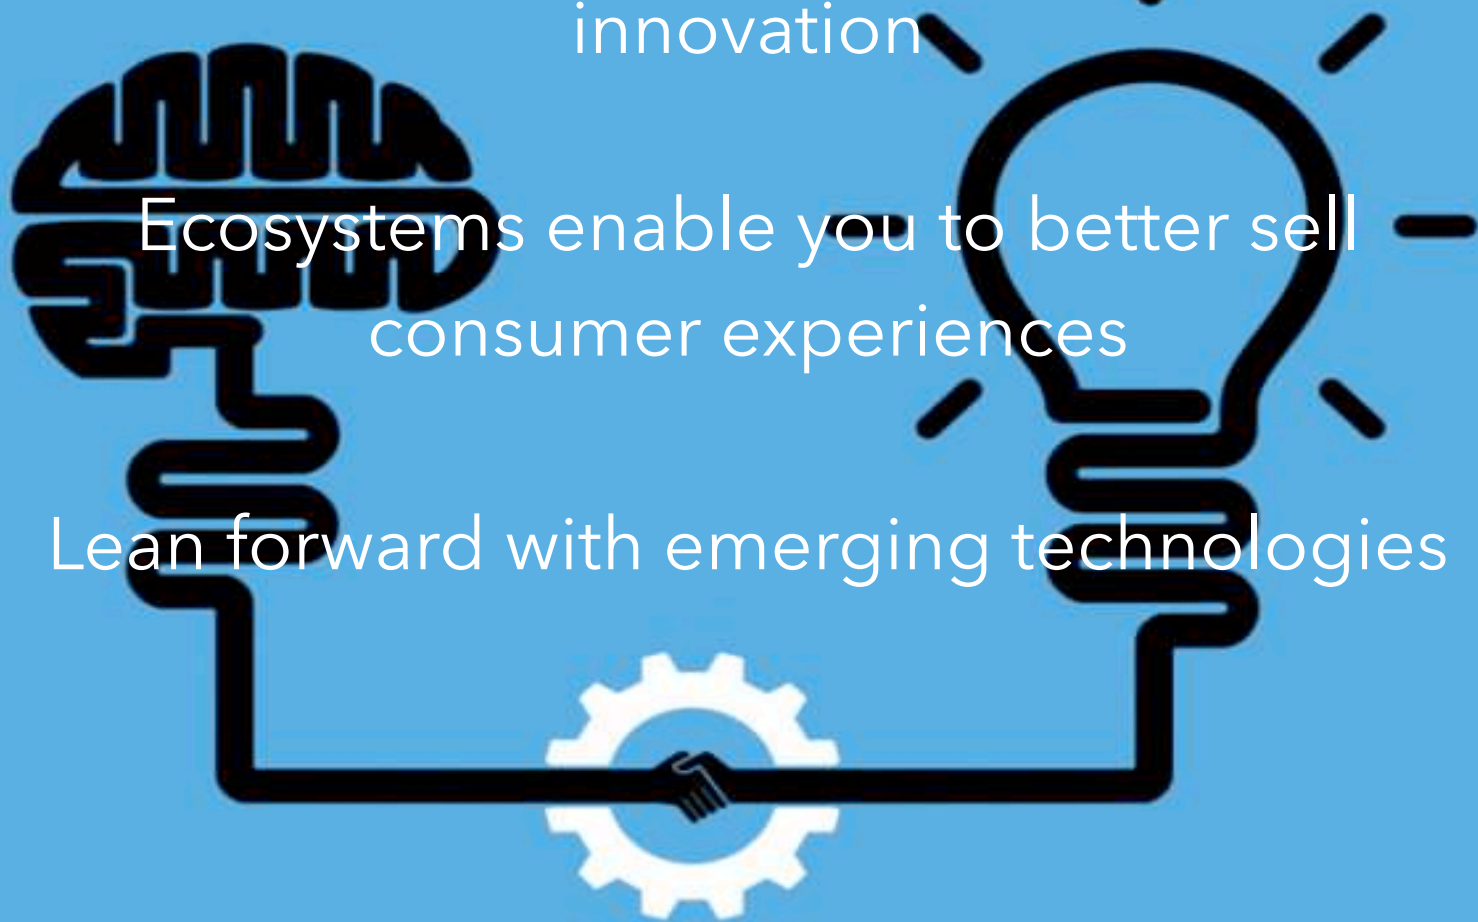 innovation
Ecosystems enable you to better sell
consumer experiences
Lean forward with emerging technologies